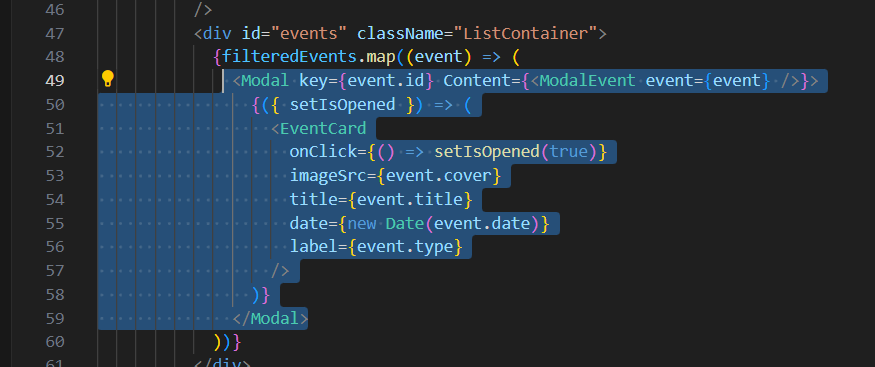 46 />
47 <div id="events" className="ListContainer">
48 {filteredEvents.map((event) => (
49 <Modal key={event.id} Content={<ModalEvent event={event} />}>
50 {({ setIsOpened }) => (
51 <EventCard
52 onClick={() => setIsOpened(true)}
53 imageSrc={event.cover}
54 title={event.title}
55 date={new Date(event.date)}
56 label={event.type}
57 />
58 )}
59 </Modal>
60 ))}
61 </div>